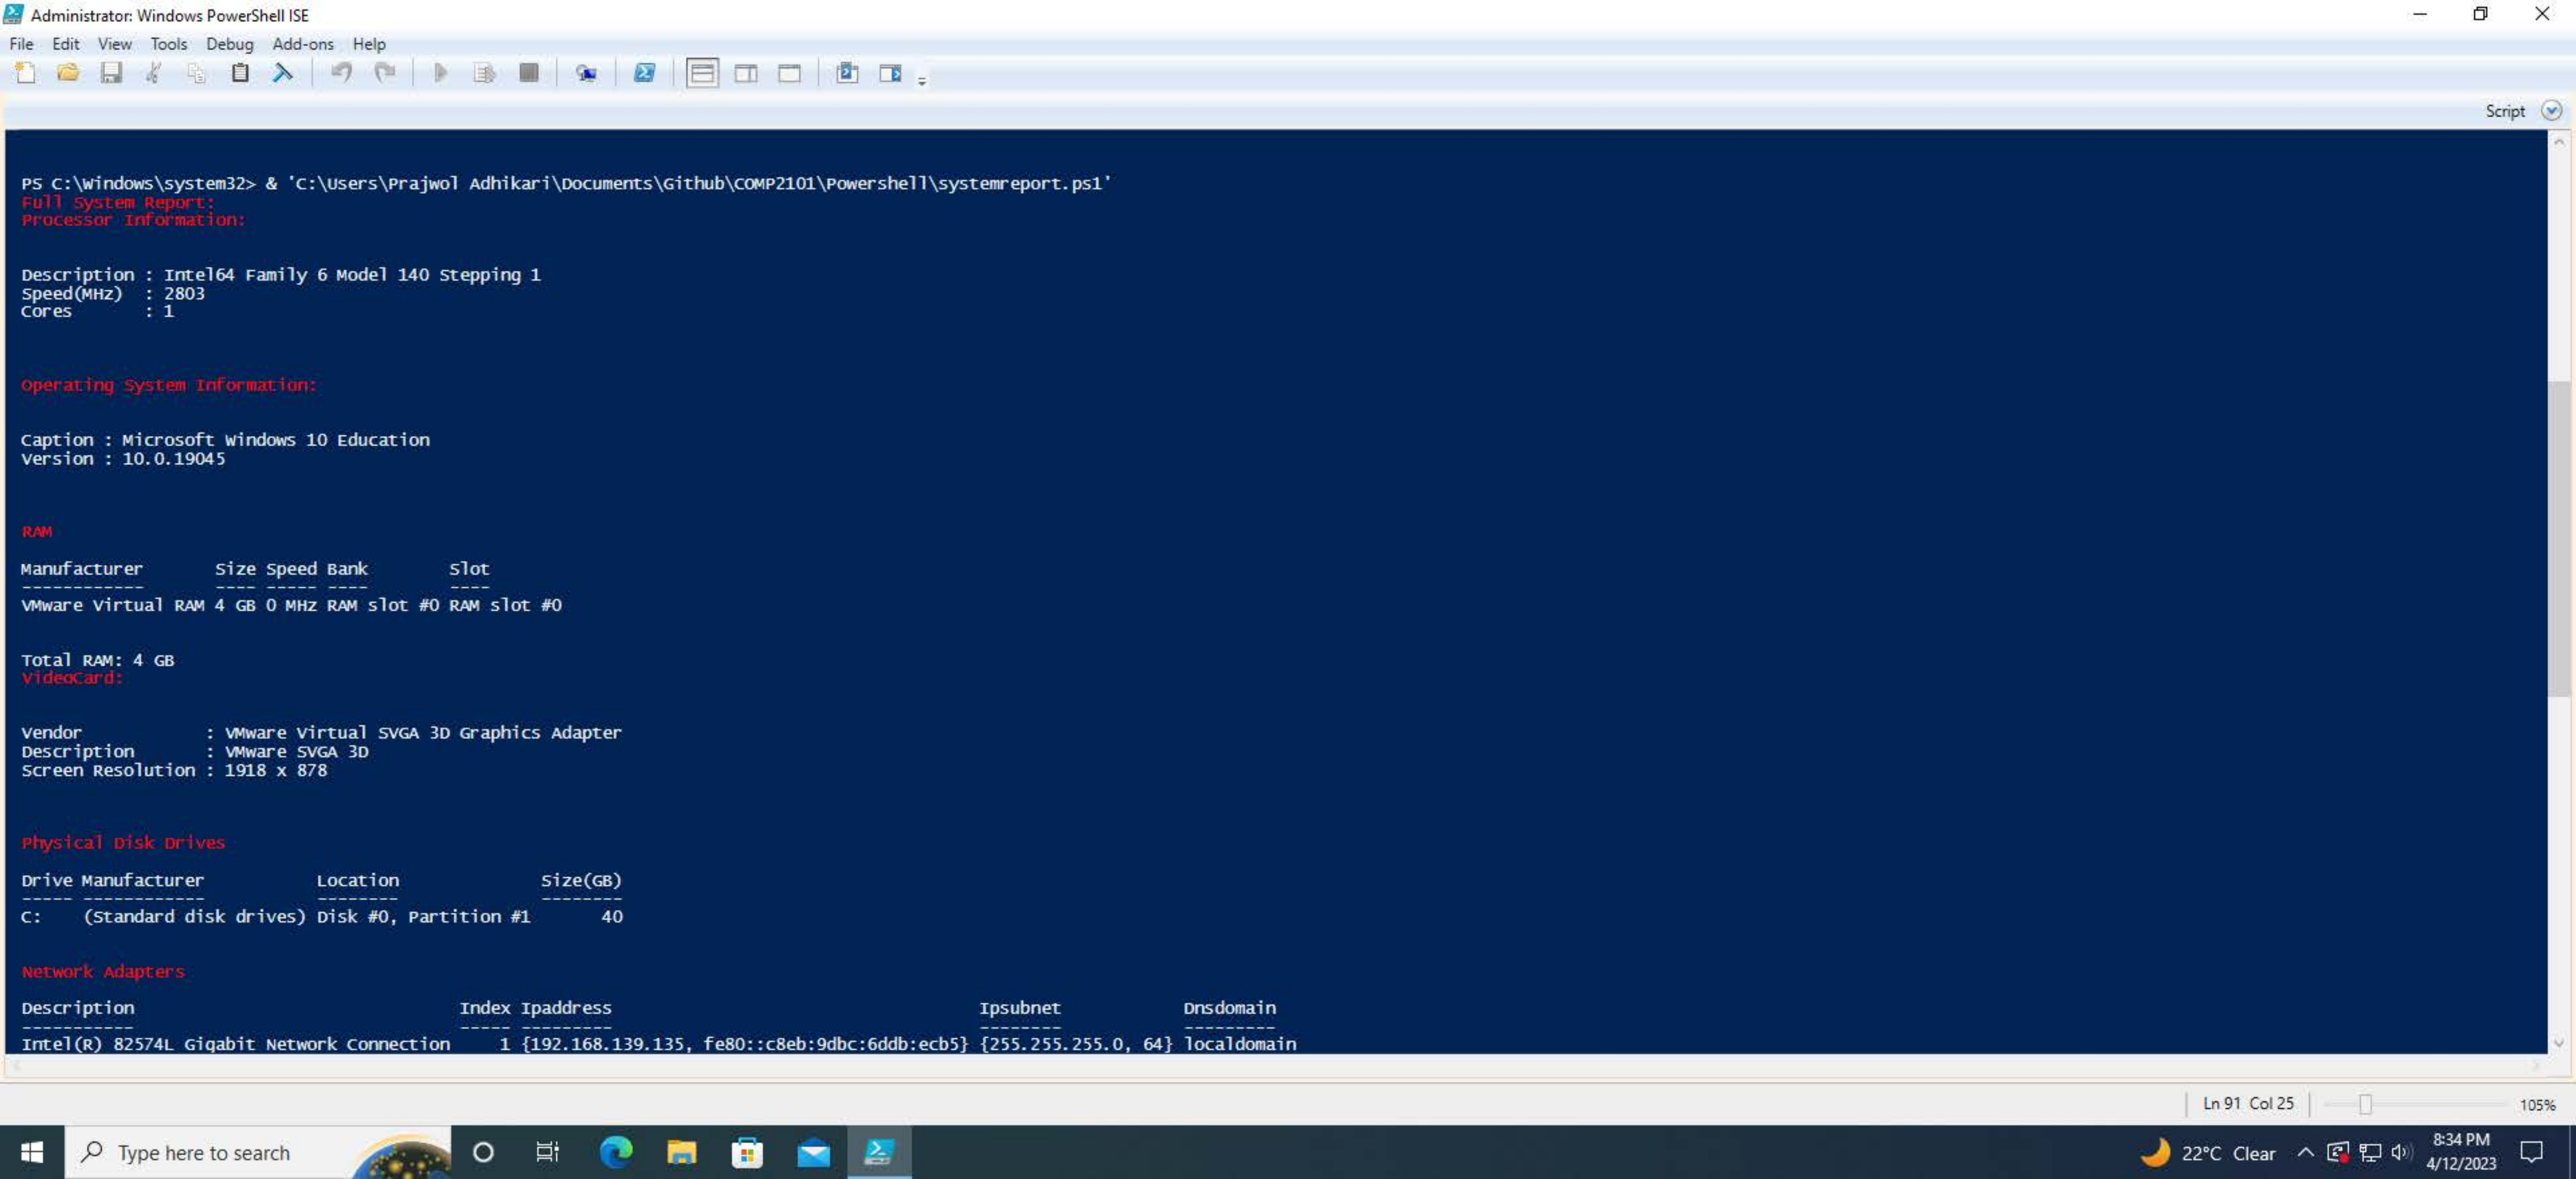 Administrator: Windows PowerShell ISE
File Edit View Tools Debug Add-ons Help
Script
PS C:\Windows\system32> & 'C:\Users\Prajwol Adhikari\Documents\Github\COMP2101\Powershell\systemreport.ps1'
Full System Report:
Processor Information:
Description : Intel64 Family 6 Model 140 Stepping 1
Speed(MHz)  : 2803
Cores       : 1
Operating System Information:
Caption : Microsoft Windows 10 Education
Version : 10.0.19045
RAM
Manufacturer       Size Speed Bank        Slot
------------       ---- ----- ----        ----
VMware Virtual RAM 4 GB 0 MHz RAM slot #0 RAM slot #0
Total RAM: 4 GB
VideoCard:
Vendor            : VMware Virtual SVGA 3D Graphics Adapter
Description       : VMware SVGA 3D
Screen Resolution : 1918 x 878
Physical Disk Drives
Drive Manufacturer           Location              Size(GB)
----- ------------           --------              --------
C:    (Standard disk drives) Disk #0, Partition #1       40
Network Adapters
Description                                Index Ipaddress                                    Ipsubnet            Dnsdomain
-----------                                ----- ---------                                    --------            ---------
Intel(R) 82574L Gigabit Network Connection     1 {192.168.139.135, fe80::c8eb:9dbc:6ddb:ecb5} {255.255.255.0, 64} localdomain
Ln 91 Col 25
105%
Type here to search
22°C Clear
8:34 PM
4/12/2023